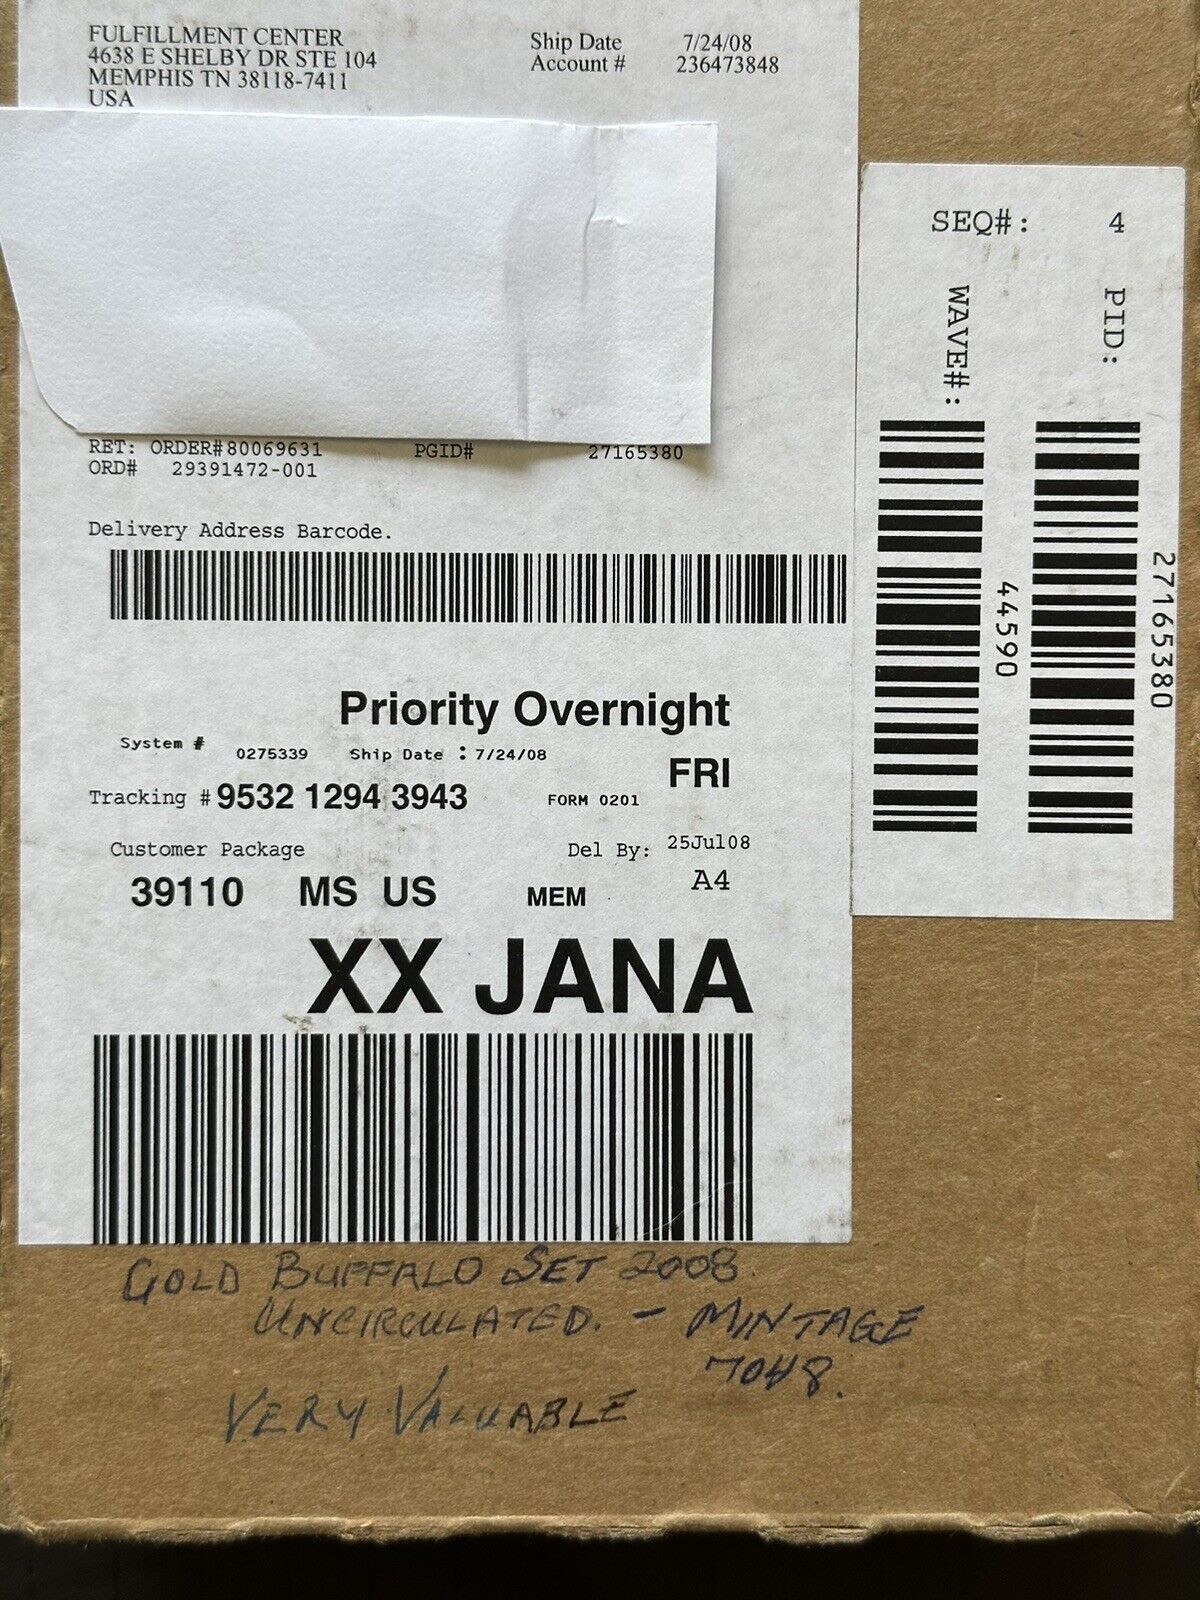 FULFILLMENT CENTER
4638 E SHELBY DR STE 104
MEMPHIS TN 38118-7411
USA
Ship Date 7/24/08
Account # 236473848
RET: ORDER#80069631 PGID# 27165380
ORD# 29391472-001
Delivery Address Barcode.
Priority Overnight
System # 0275339 Ship Date : 7/24/08
FRI
Tracking # 9532 1294 3943 FORM 0201
Customer Package Del By: 25Jul08
39110 MS US MEM A4
XX JANA
SEQ#: 4
PID:
27165380
WAVE#:
44590
GOLD BUFFALO SET 2008
UNCIRCULATED. - MINTAGE
7048.
VERY VALUABLE